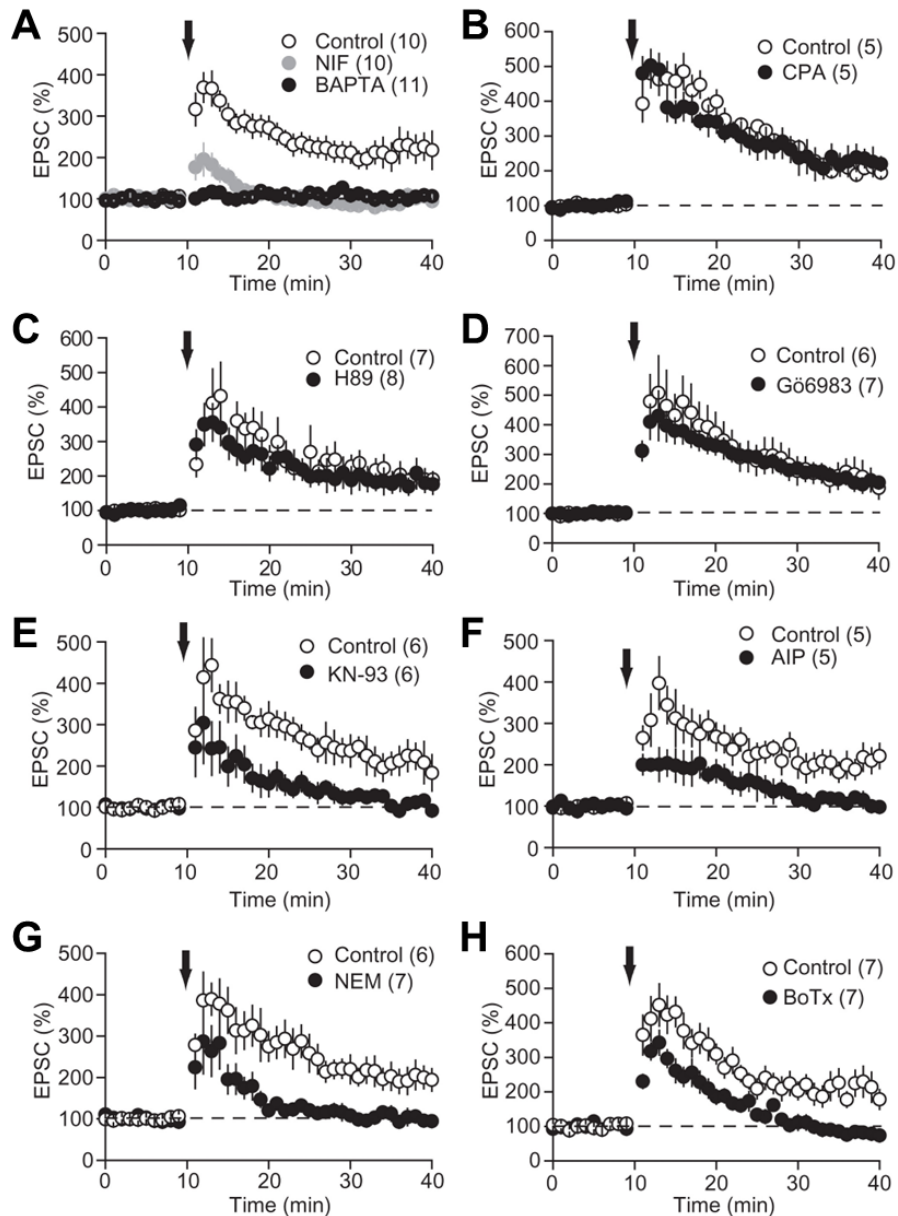 A
EPSC (%)
500
400
300
200
100
0
Control (10)
NIF (10)
BAPTA (11)
0 10 20 30 40
Time (min)
B
EPSC (%)
600
500
400
300
200
100
0
Control (5)
CPA (5)
0 10 20 30 40
Time (min)
C
EPSC (%)
600
500
400
300
200
100
0
Control (7)
H89 (8)
0 10 20 30 40
Time (min)
D
EPSC (%)
700
600
500
400
300
200
100
0
Control (6)
Gö6983 (7)
0 10 20 30 40
Time (min)
E
EPSC (%)
500
400
300
200
100
0
Control (6)
KN-93 (6)
0 10 20 30 40
Time (min)
F
EPSC (%)
500
400
300
200
100
0
Control (5)
AIP (5)
0 10 20 30 40
Time (min)
G
EPSC (%)
500
400
300
200
100
0
Control (6)
NEM (7)
0 10 20 30 40
Time (min)
H
EPSC (%)
600
500
400
300
200
100
0
Control (7)
BoTx (7)
0 10 20 30 40
Time (min)